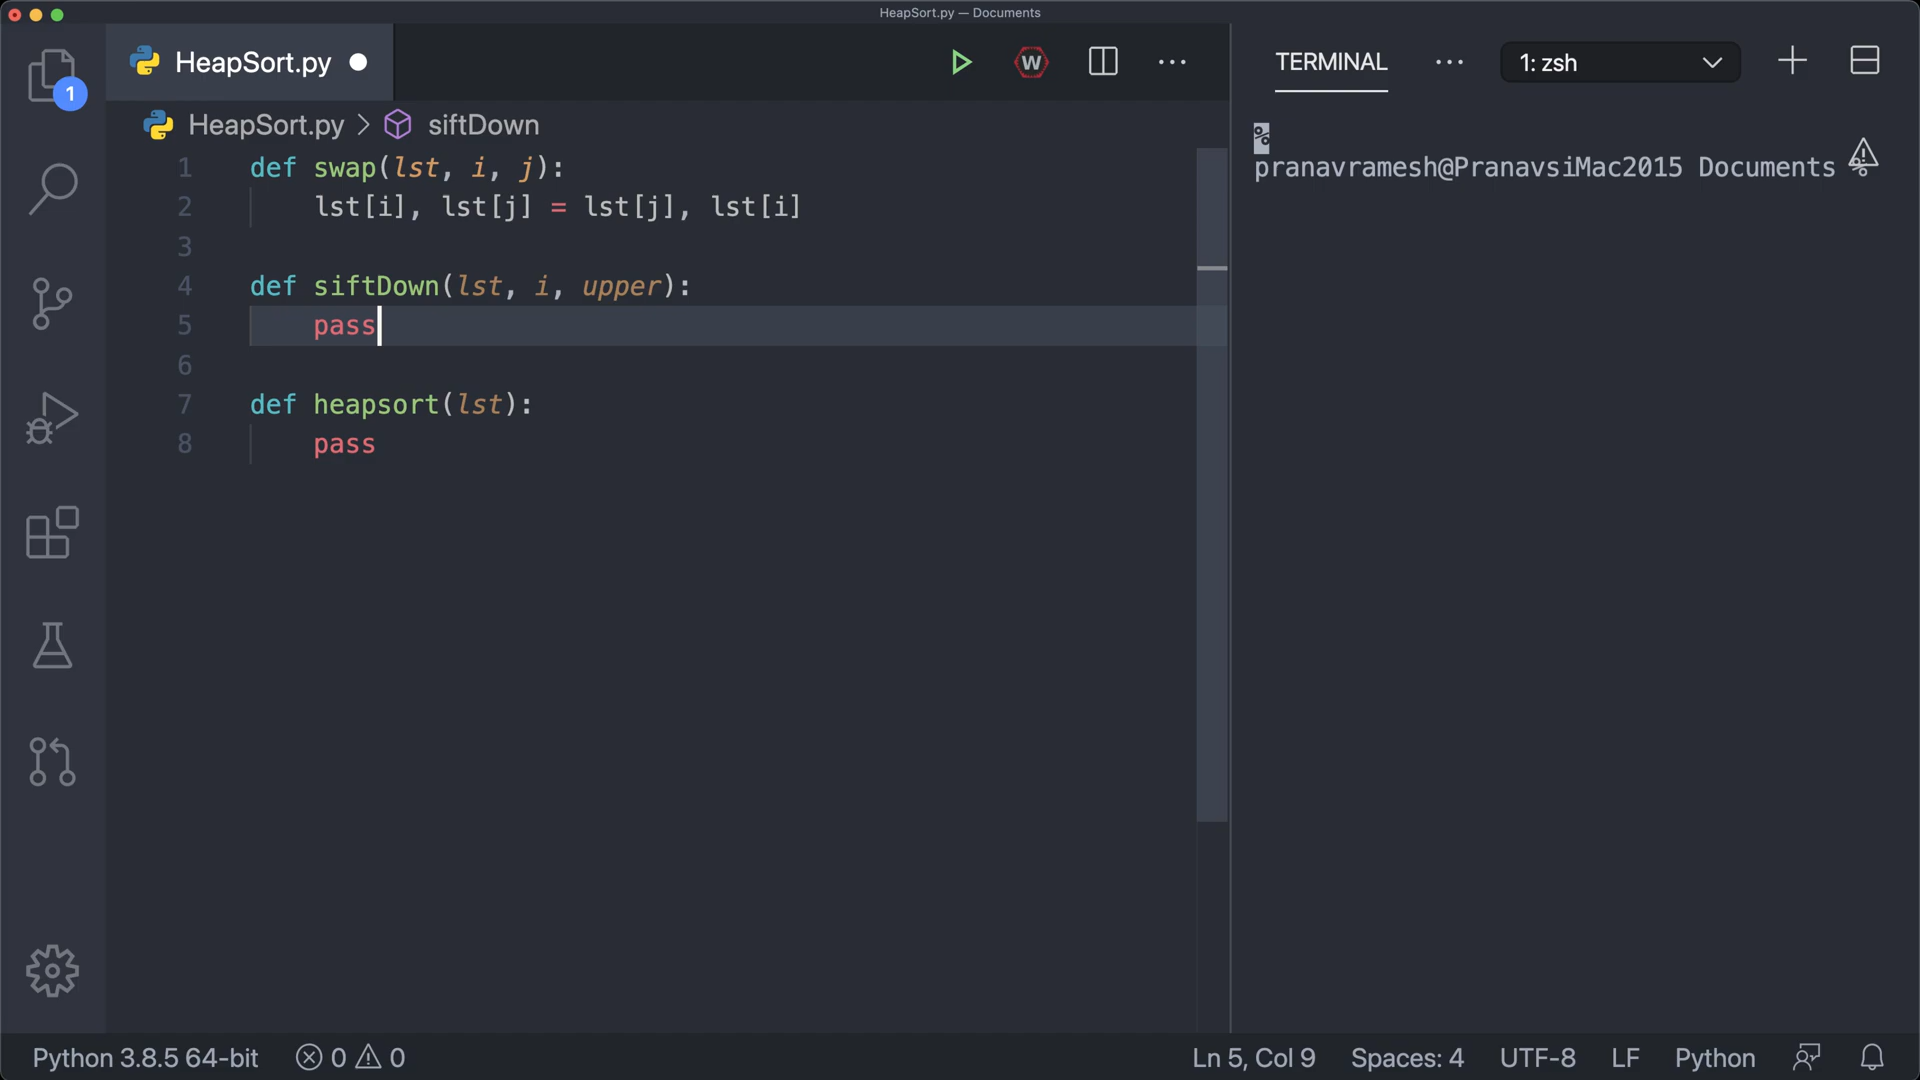 HeapSort.py — Documents
HeapSort.py
W
TERMINAL
1: zsh
1
HeapSort.py > siftDown
1 def swap(lst, i, j):
2 lst[i], lst[j] = lst[j], lst[i]
3
4 def siftDown(lst, i, upper):
5 pass
6
7 def heapsort(lst):
8 pass
%
pranavramesh@PranavsiMac2015 Documents %
Python 3.8.5 64-bit 0 0 Ln 5, Col 9 Spaces: 4 UTF-8 LF Python